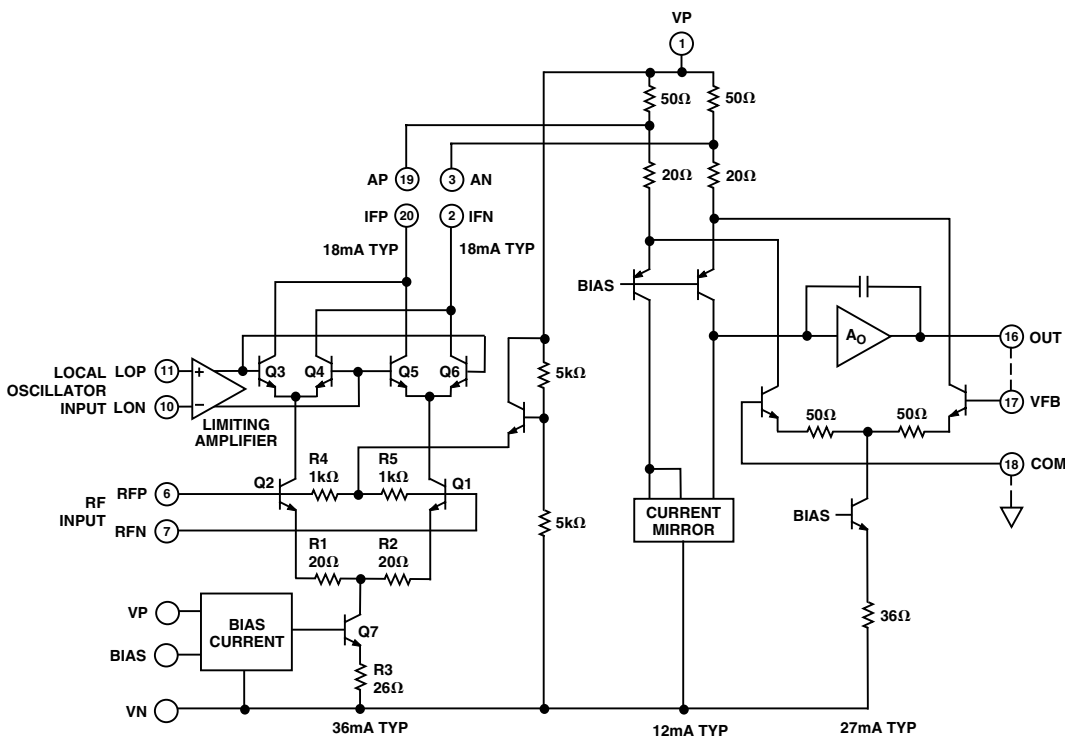 VP
1
50Ω
50Ω
AP 19
3 AN
20Ω
20Ω
IFP 20
2 IFN
18mA TYP
18mA TYP
BIAS
A₀
16 OUT
LOCAL
OSCILLATOR
INPUT
LOP 11
LON 10
+
−
LIMITING
AMPLIFIER
Q3
Q4
Q5
Q6
5kΩ
50Ω
50Ω
17 VFB
18 COM
R4
1kΩ
R5
1kΩ
Q2
Q1
RF
INPUT
RFP 6
RFN 7
5kΩ
CURRENT
MIRROR
BIAS
R1
20Ω
R2
20Ω
VP
BIAS
BIAS
CURRENT
Q7
36Ω
R3
26Ω
VN
36mA TYP
12mA TYP
27mA TYP